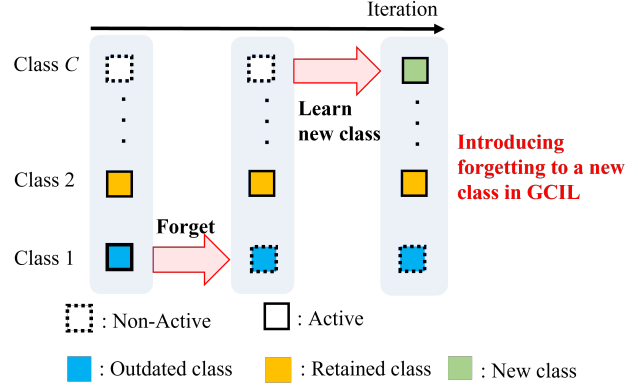 Iteration
Class C
Learn
new class
Introducing
forgetting to a new
class in GCIL
Class 2
Forget
Class 1
: Non-Active
: Active
: Outdated class
: Retained class
: New class